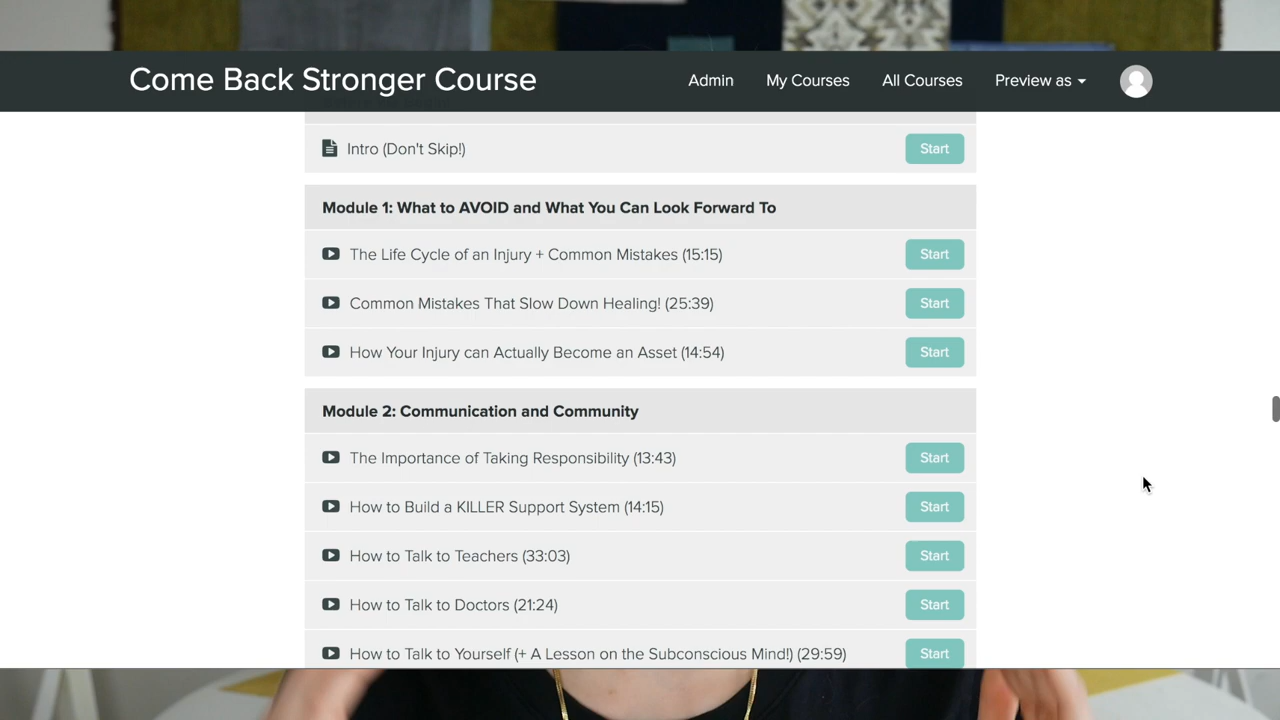 Come Back Stronger Course
Admin
My Courses
All Courses
Preview as
Intro (Don't Skip!)
Start
Module 1: What to AVOID and What You Can Look Forward To
The Life Cycle of an Injury + Common Mistakes (15:15)
Start
Common Mistakes That Slow Down Healing! (25:39)
Start
How Your Injury can Actually Become an Asset (14:54)
Start
Module 2: Communication and Community
The Importance of Taking Responsibility (13:43)
Start
How to Build a KILLER Support System (14:15)
Start
How to Talk to Teachers (33:03)
Start
How to Talk to Doctors (21:24)
Start
How to Talk to Yourself (+ A Lesson on the Subconscious Mind!) (29:59)
Start